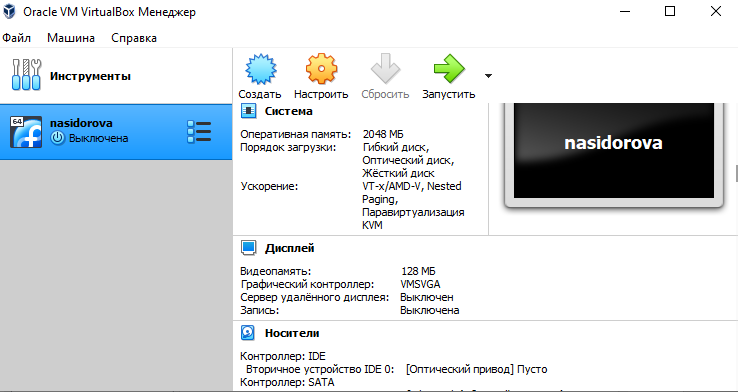 Oracle VM VirtualBox Менеджер
Файл Машина Справка
Инструменты
64
nasidorova
Выключена
Создать Настроить Сбросить Запустить
Система
Оперативная память: 2048 МБ
Порядок загрузки: Гибкий диск,
Оптический диск,
Жёсткий диск
Ускорение: VT-x/AMD-V, Nested
Paging,
Паравиртуализация
KVM
nasidorova
Дисплей
Видеопамять: 128 МБ
Графический контроллер: VMSVGA
Сервер удалённого дисплея: Выключен
Запись: Выключена
Носители
Контроллер: IDE
Вторичное устройство IDE 0: [Оптический привод] Пусто
Контроллер: SATA